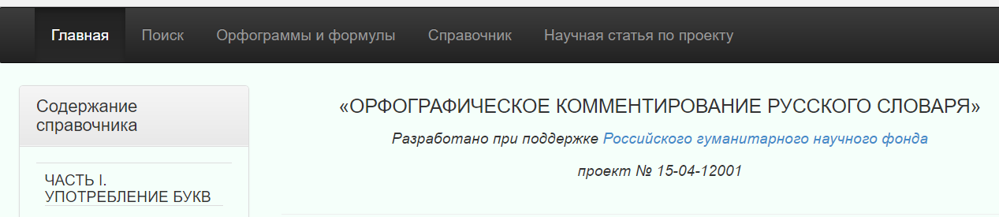 Главная Поиск Орфограммы и формулы Справочник Научная статья по проекту
Содержание
справочника
ЧАСТЬ I.
УПОТРЕБЛЕНИЕ БУКВ
«ОРФОГРАФИЧЕСКОЕ КОММЕНТИРОВАНИЕ РУССКОГО СЛОВАРЯ»
Разработано при поддержке Российского гуманитарного научного фонда
проект № 15-04-12001